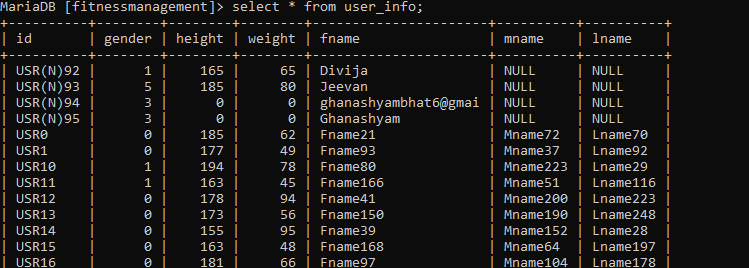 MariaDB [fitnessmanagement]> select * from user_info;
+----------+--------+--------+--------+---------------------+----------+----------+
| id | gender | height | weight | fname | mname | lname |
+----------+--------+--------+--------+---------------------+----------+----------+
| USR(N)92 | 1 | 165 | 65 | Divija | NULL | NULL |
| USR(N)93 | 5 | 185 | 80 | Jeevan | NULL | NULL |
| USR(N)94 | 3 | 0 | 0 | ghanashyambhat6@gmai | NULL | NULL |
| USR(N)95 | 3 | 0 | 0 | Ghanashyam | NULL | NULL |
| USR0 | 0 | 185 | 62 | Fname21 | Mname72 | Lname70 |
| USR1 | 0 | 177 | 49 | Fname93 | Mname37 | Lname92 |
| USR10 | 1 | 194 | 78 | Fname80 | Mname223 | Lname29 |
| USR11 | 1 | 163 | 45 | Fname166 | Mname51 | Lname116 |
| USR12 | 0 | 178 | 94 | Fname41 | Mname200 | Lname223 |
| USR13 | 0 | 173 | 56 | Fname150 | Mname190 | Lname248 |
| USR14 | 0 | 155 | 95 | Fname39 | Mname152 | Lname28 |
| USR15 | 0 | 163 | 48 | Fname168 | Mname64 | Lname197 |
| USR16 | 0 | 181 | 66 | Fname97 | Mname104 | Lname178 |